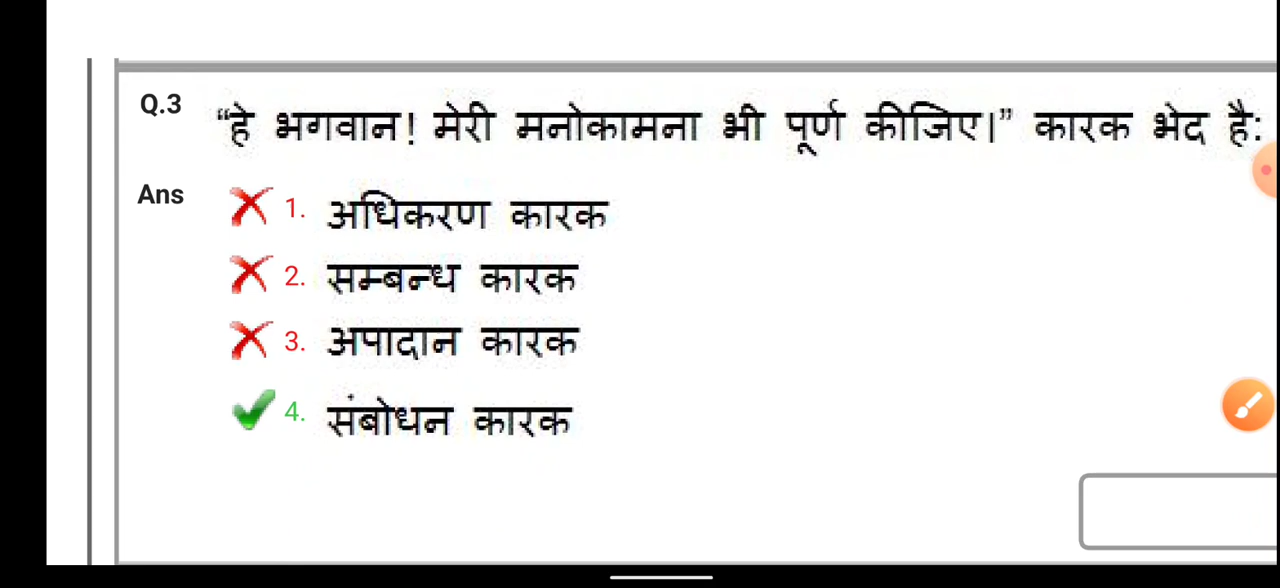 Q.3 “हे भगवान! मेरी मनोकामना भी पूर्ण कीजिए।” कारक भेद है:
Ans 1. अधिकरण कारक
2. सम्बन्ध कारक
3. अपादान कारक
4. संबोधन कारक